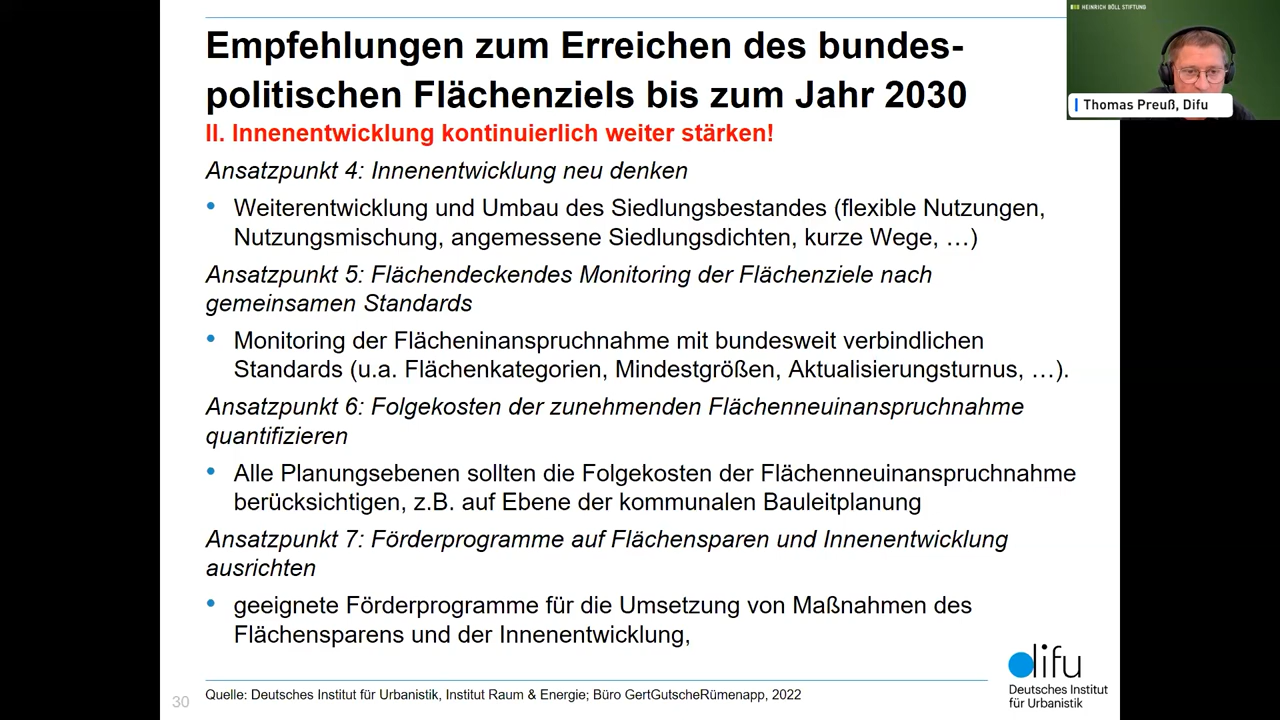 Empfehlungen zum Erreichen des bundes-
politischen Flächenziels bis zum Jahr 2030
II. Innenentwicklung kontinuierlich weiter stärken!
Ansatzpunkt 4: Innenentwicklung neu denken
• Weiterentwicklung und Umbau des Siedlungsbestandes (flexible Nutzungen,
Nutzungsmischung, angemessene Siedlungsdichten, kurze Wege, …)
Ansatzpunkt 5: Flächendeckendes Monitoring der Flächenziele nach
gemeinsamen Standards
• Monitoring der Flächeninanspruchnahme mit bundesweit verbindlichen
Standards (u.a. Flächenkategorien, Mindestgrößen, Aktualisierungsturnus, …).
Ansatzpunkt 6: Folgekosten der zunehmenden Flächenneuinanspruchnahme
quantifizieren
• Alle Planungsebenen sollten die Folgekosten der Flächenneuinanspruchnahme
berücksichtigen, z.B. auf Ebene der kommunalen Bauleitplanung
Ansatzpunkt 7: Förderprogramme auf Flächensparen und Innenentwicklung
ausrichten
• geeignete Förderprogramme für die Umsetzung von Maßnahmen des
Flächensparens und der Innenentwicklung,
30
Quelle: Deutsches Institut für Urbanistik, Institut Raum & Energie; Büro GertGutscheRümenapp, 2022
difu
Deutsches Institut
für Urbanistik
HEINRICH BÖLL STIFTUNG
Thomas Preuß, Difu